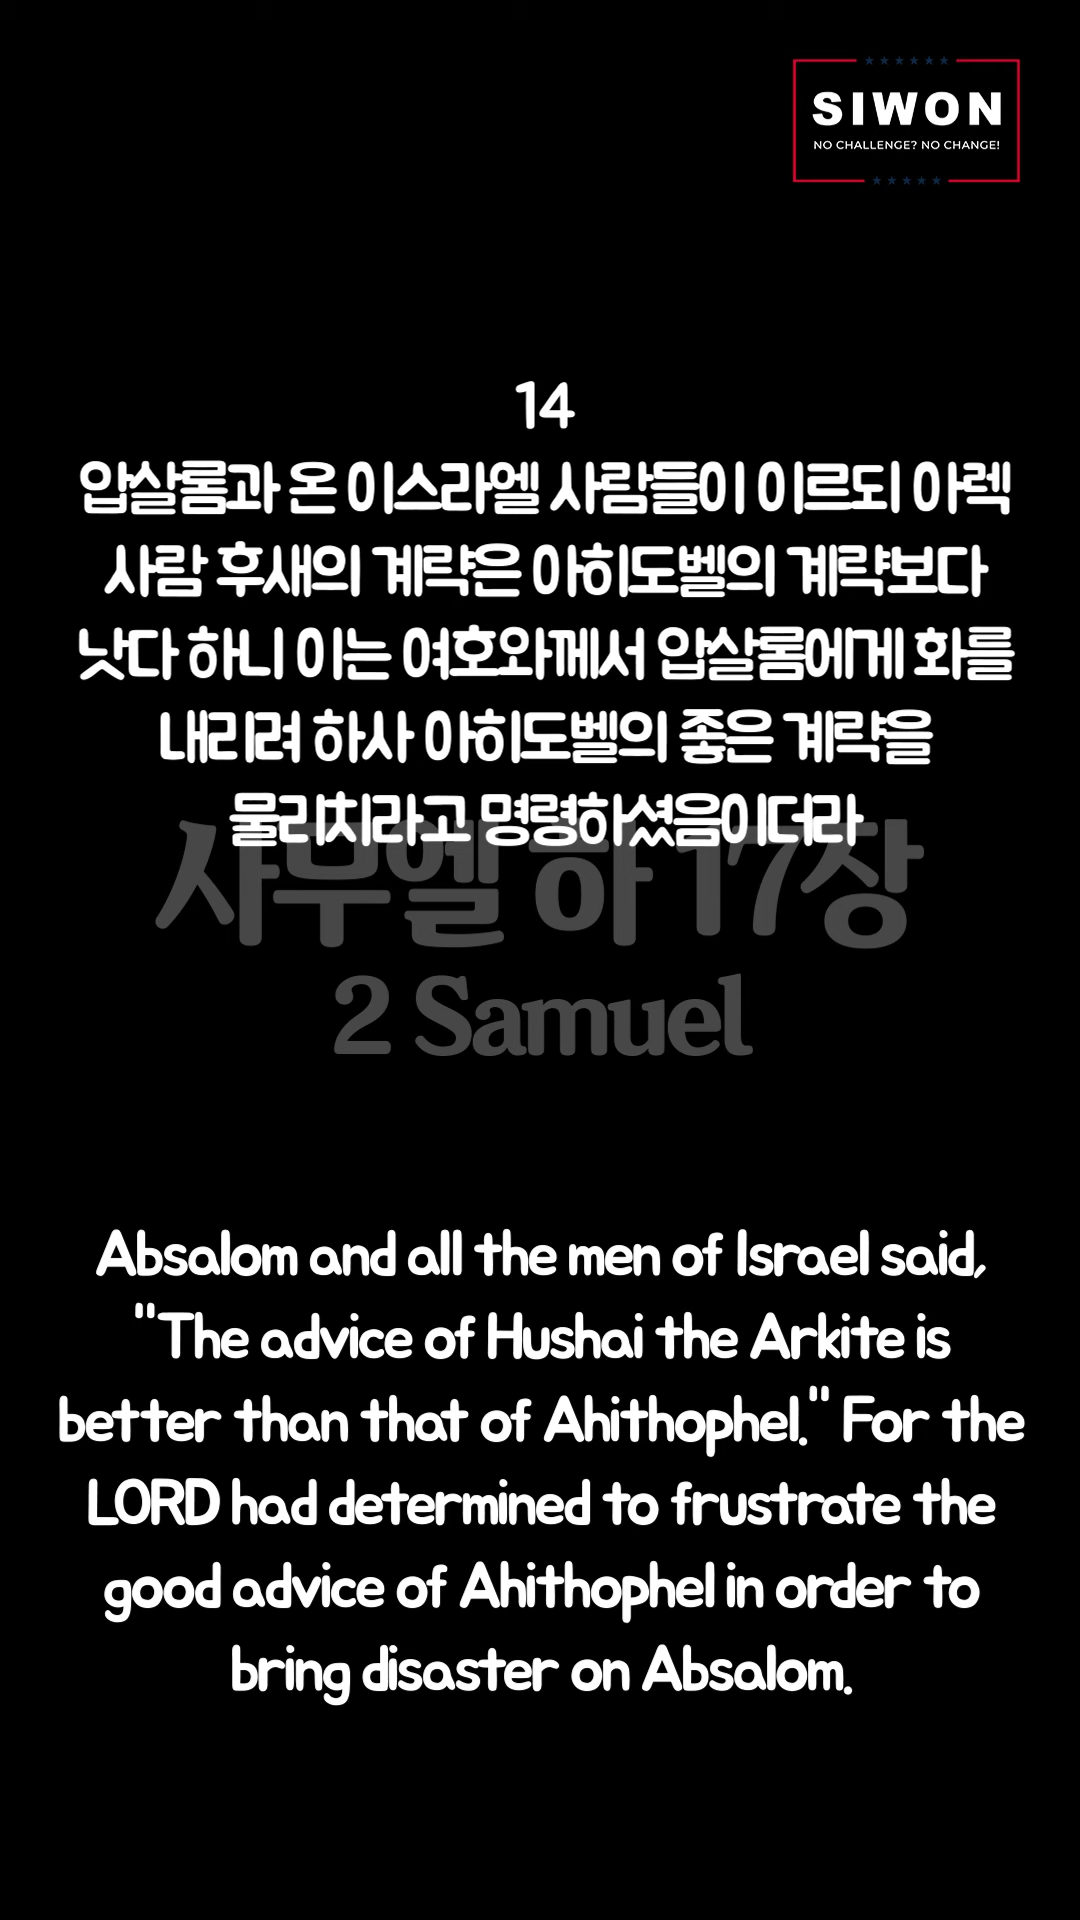 SIWON
NO CHALLENGE? NO CHANGE!
14
압살롬과 온 이스라엘 사람들이 이르되 아렉
사람 후새의 계략은 아히도벨의 계략보다
낫다 하니 이는 여호와께서 압살롬에게 화를
내리려 하사 아히도벨의 좋은 계략을
물리치라고 명령하셨음이더라
사무엘 하 17장
2 Samuel
Absalom and all the men of Israel said,
"The advice of Hushai the Arkite is
better than that of Ahithophel." For the
LORD had determined to frustrate the
good advice of Ahithophel in order to
bring disaster on Absalom.